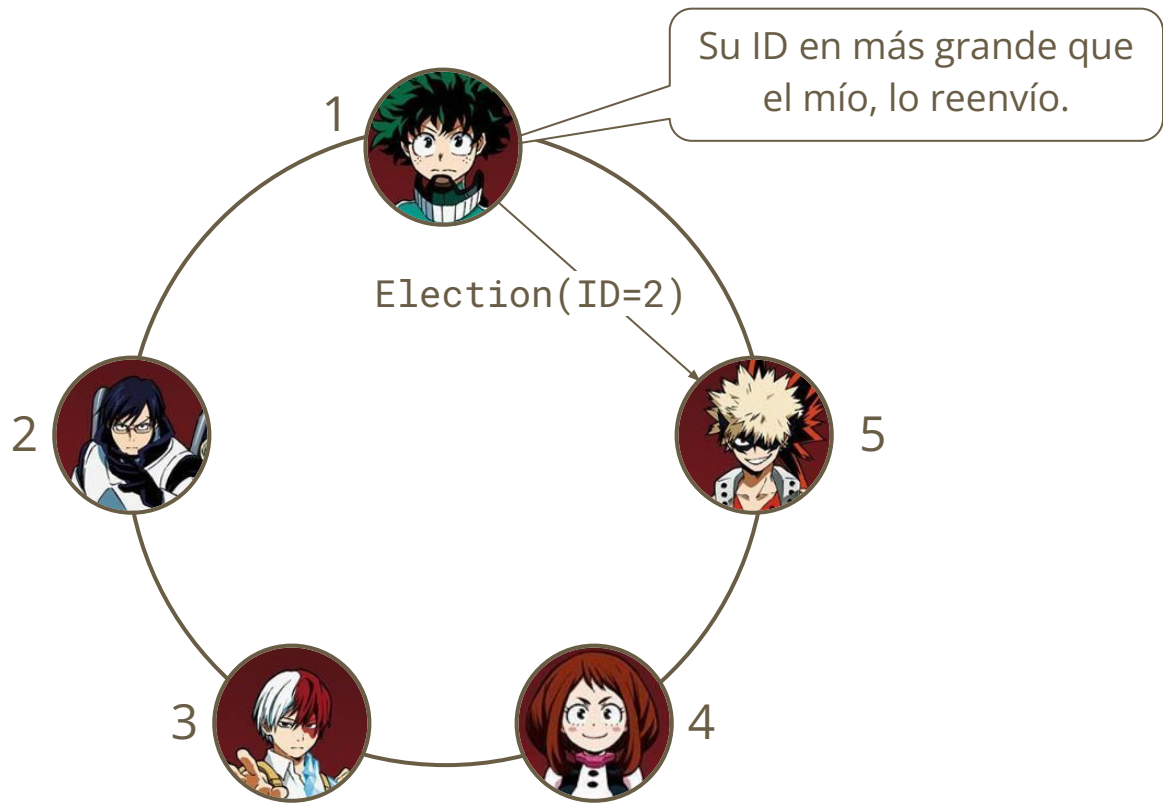 Su ID en más grande que
el mío, lo reenvío.
1
Election(ID=2)
2
5
3
4